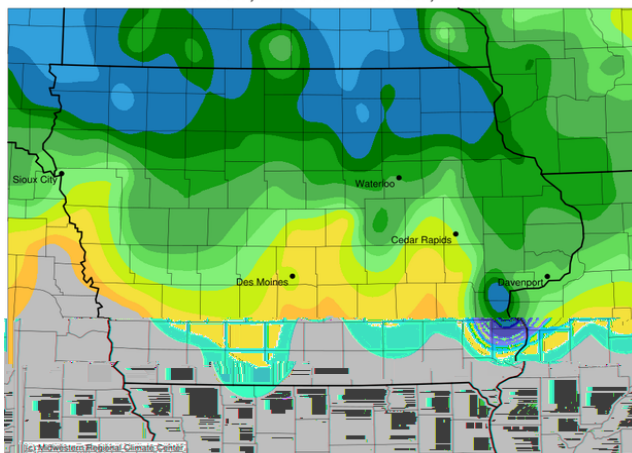 Sioux City
Waterloo
Cedar Rapids
Des Moines
Davenport
(c) Midwestern Regional Climate Center